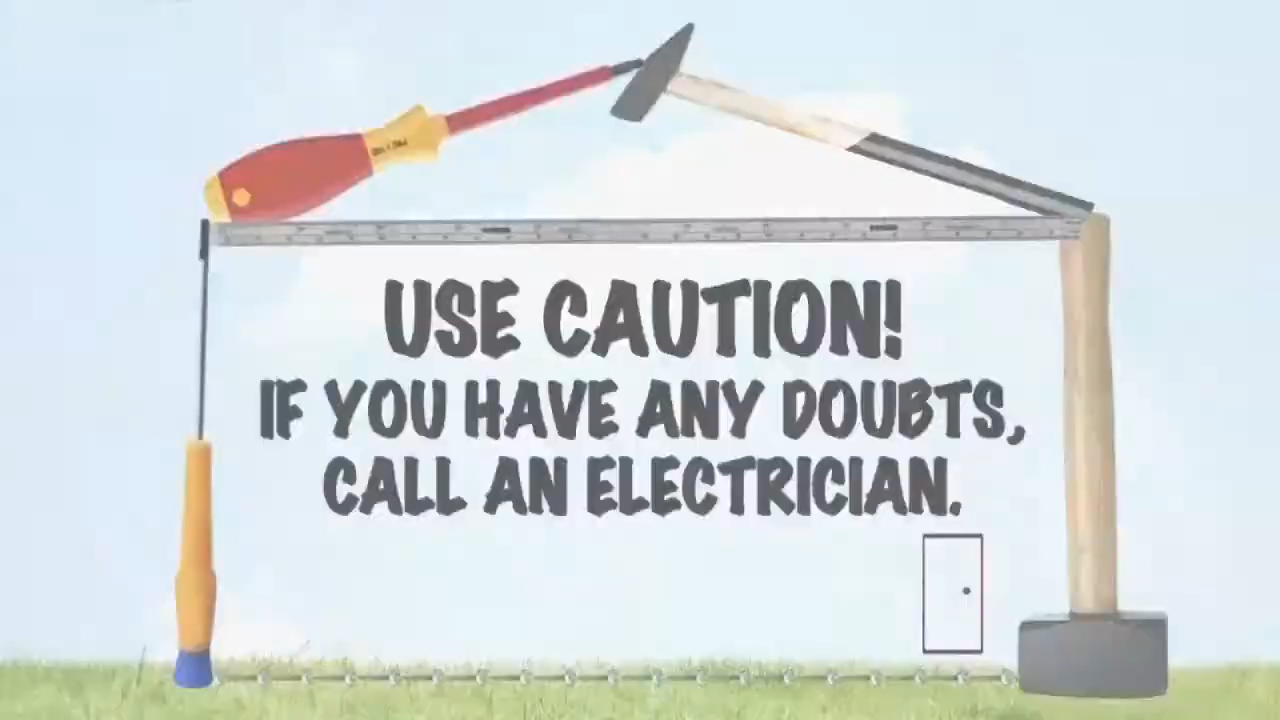 USE CAUTION!
IF YOU HAVE ANY DOUBTS,
CALL AN ELECTRICIAN.